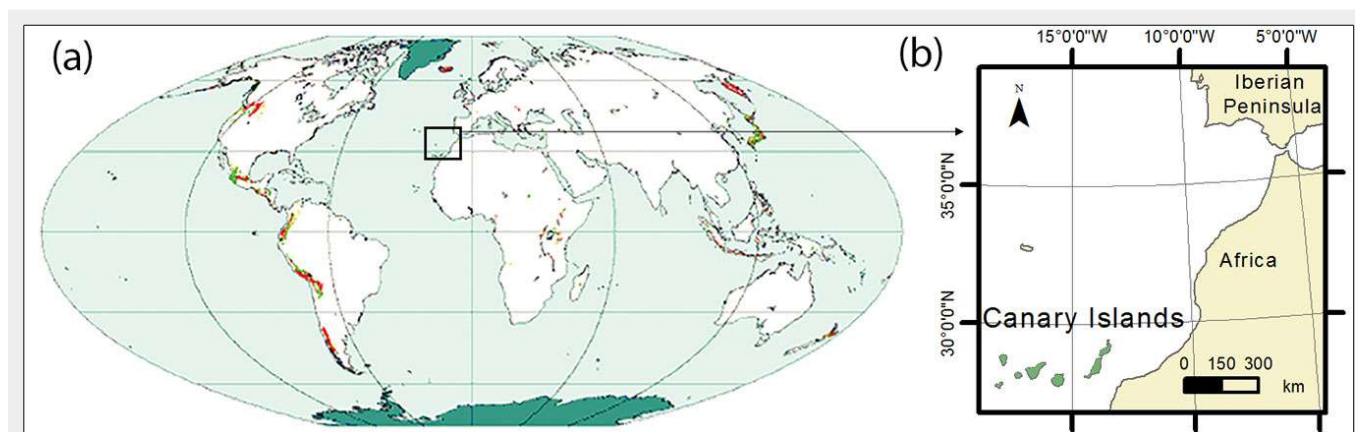 (a)
(b)
15°0'0"W 10°0'0"W 5°0'0"W
N
Iberian
Peninsula
35°0'0"N
Africa
30°0'0"N
Canary Islands
0 150 300
km